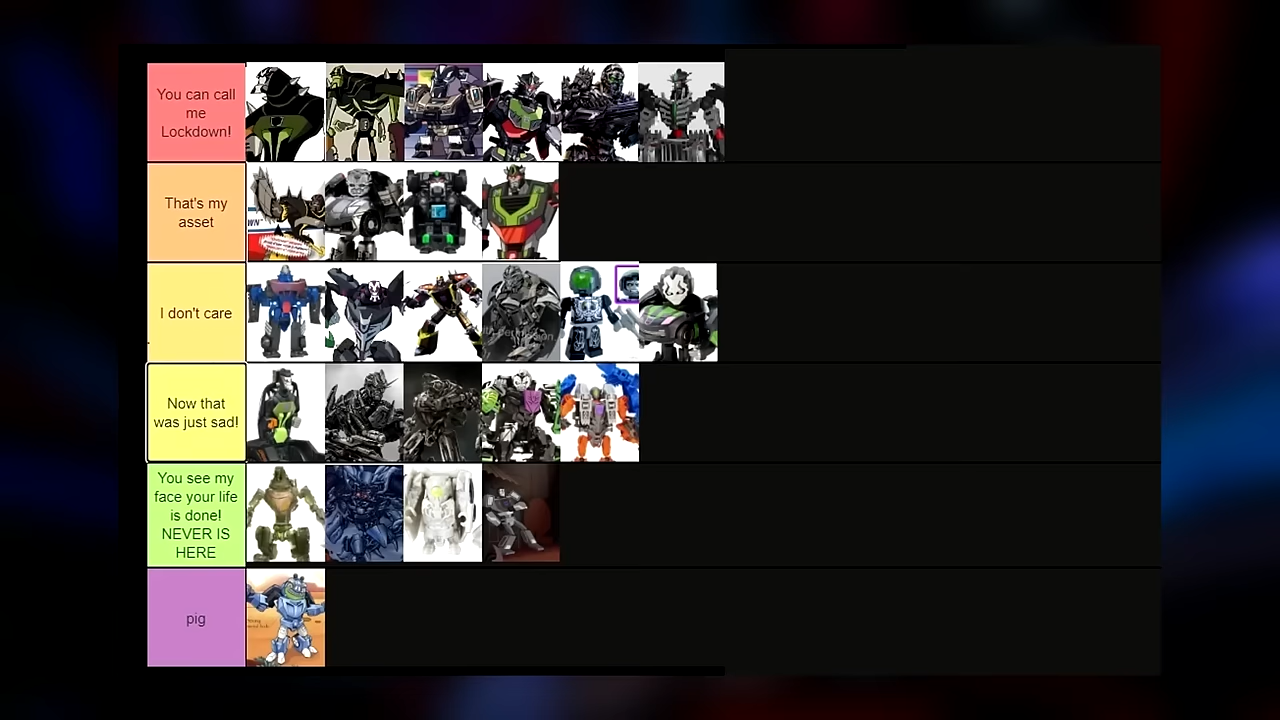 You can call
me
Lockdown!
That's my
asset
I don't care
Now that
was just sad!
You see my
face your life
is done!
NEVER IS
HERE
pig